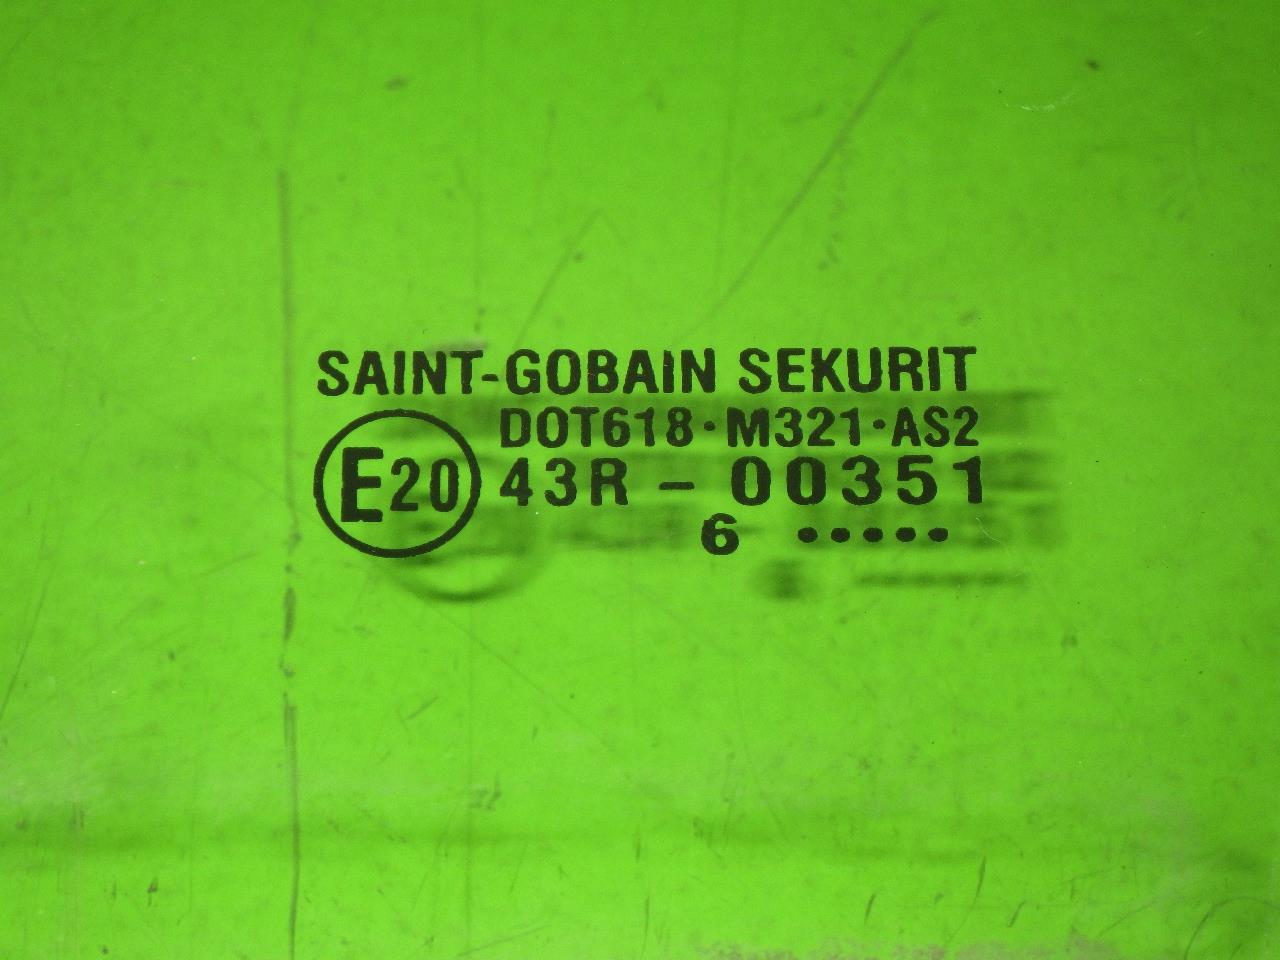 SAINT-GOBAIN SEKURIT
DOT618·M321·AS2
E20 43R – 00351
6 •••••